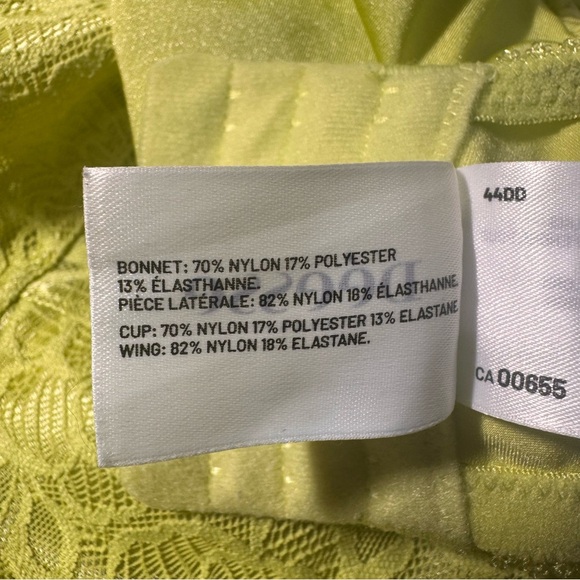 BONNET: 70% NYLON 17% POLYESTER
13% ÉLASTHANNE.
PIÈCE LATÉRALE: 82% NYLON 18% ÉLASTHANNE.
CUP: 70% NYLON 17% POLYESTER 13% ELASTANE
WING: 82% NYLON 18% ELASTANE.
44DD
CA 00655